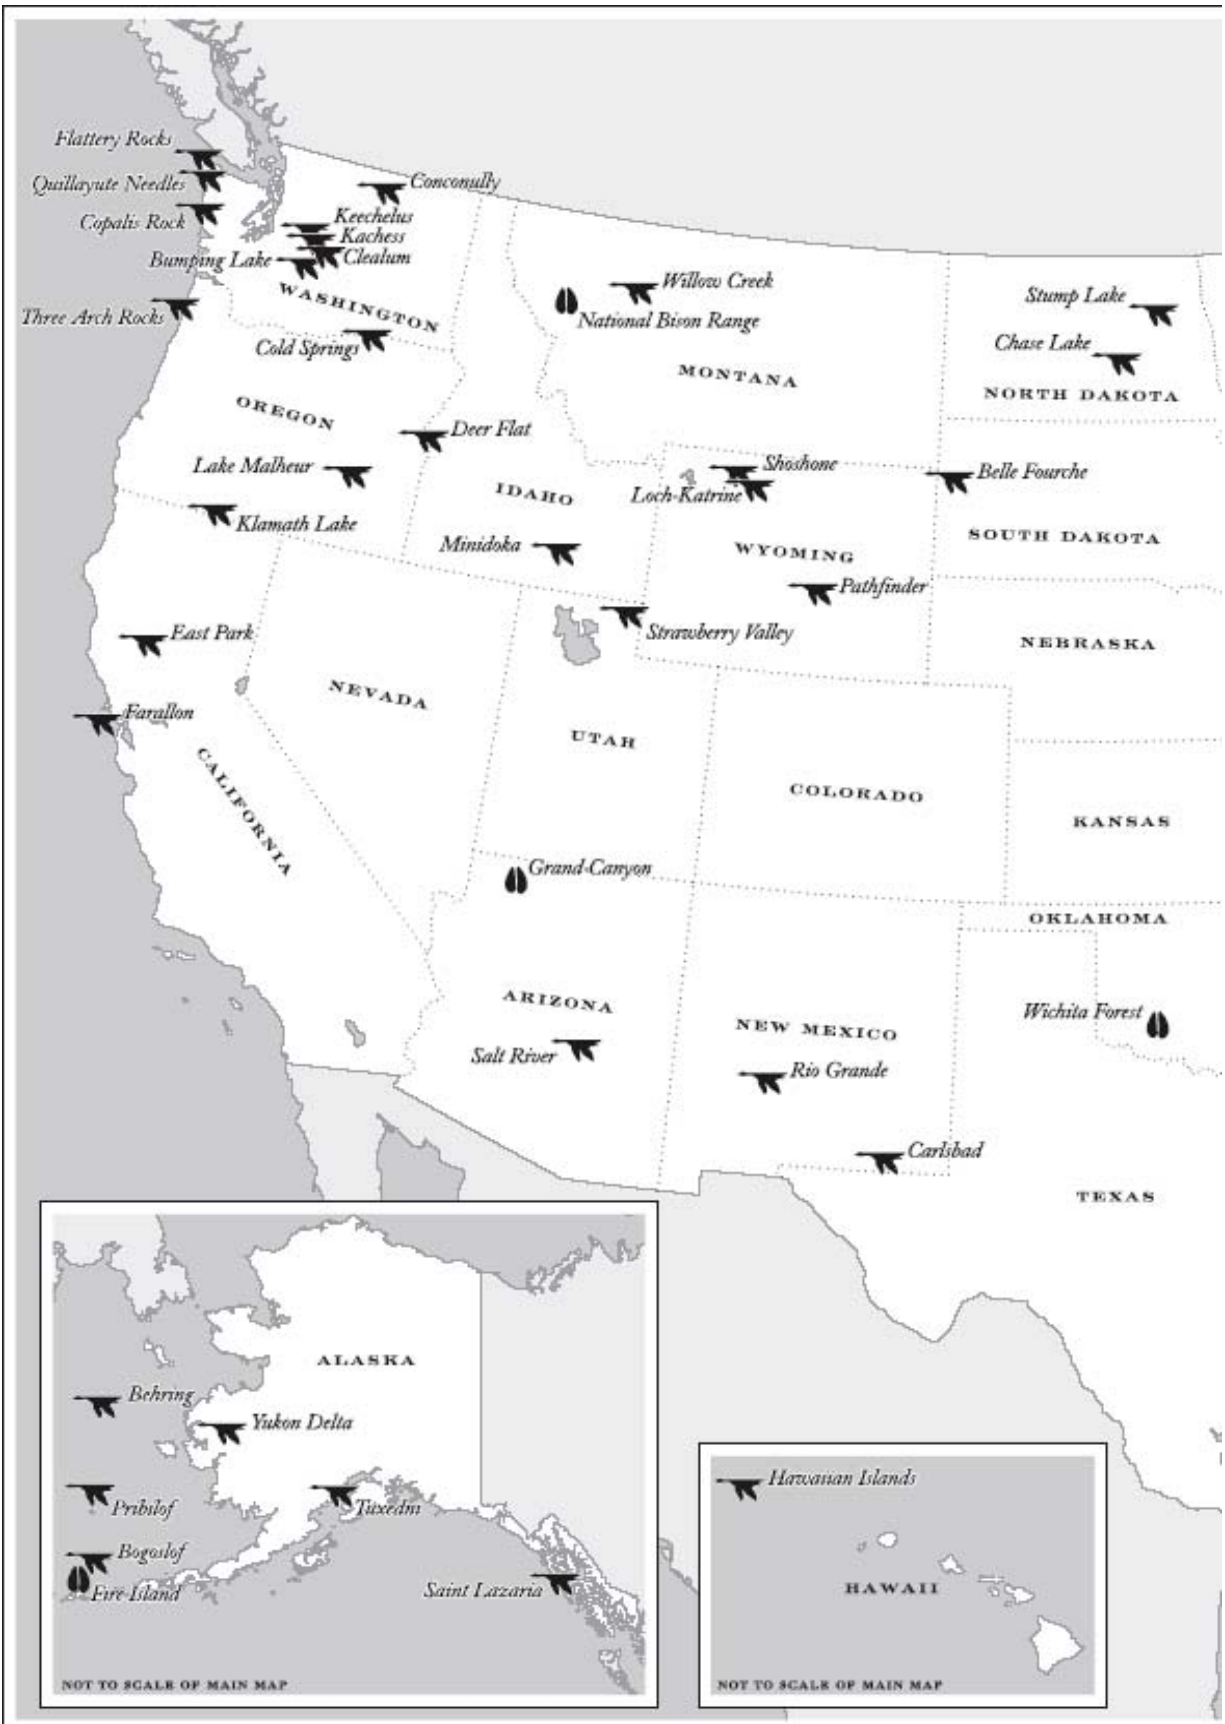 Flattery Rocks
Quillayute Needles
Copalis Rock
Conconully
Keechelus
Kachess
Clealum
Bumping Lake
WASHINGTON
Three Arch Rocks
Cold Springs
Willow Creek
National Bison Range
MONTANA
Stump Lake
Chase Lake
NORTH DAKOTA
OREGON
Deer Flat
Lake Malheur
Klamath Lake
IDAHO
Minidoka
Shoshone
Loch-Katrine
WYOMING
Pathfinder
Belle Fourche
SOUTH DAKOTA
Strawberry Valley
NEBRASKA
East Park
Farallon
NEVADA
UTAH
CALIFORNIA
COLORADO
KANSAS
Grand-Canyon
OKLAHOMA
ARIZONA
Salt River
NEW MEXICO
Rio Grande
Wichita Forest
Carlsbad
TEXAS
ALASKA
Behring
Yukon Delta
Pribilof
Tuxedni
Bogoslof
Fire-Island
Saint Lazaria
NOT TO SCALE OF MAIN MAP
Hawaiian Islands
HAWAII
NOT TO SCALE OF MAIN MAP